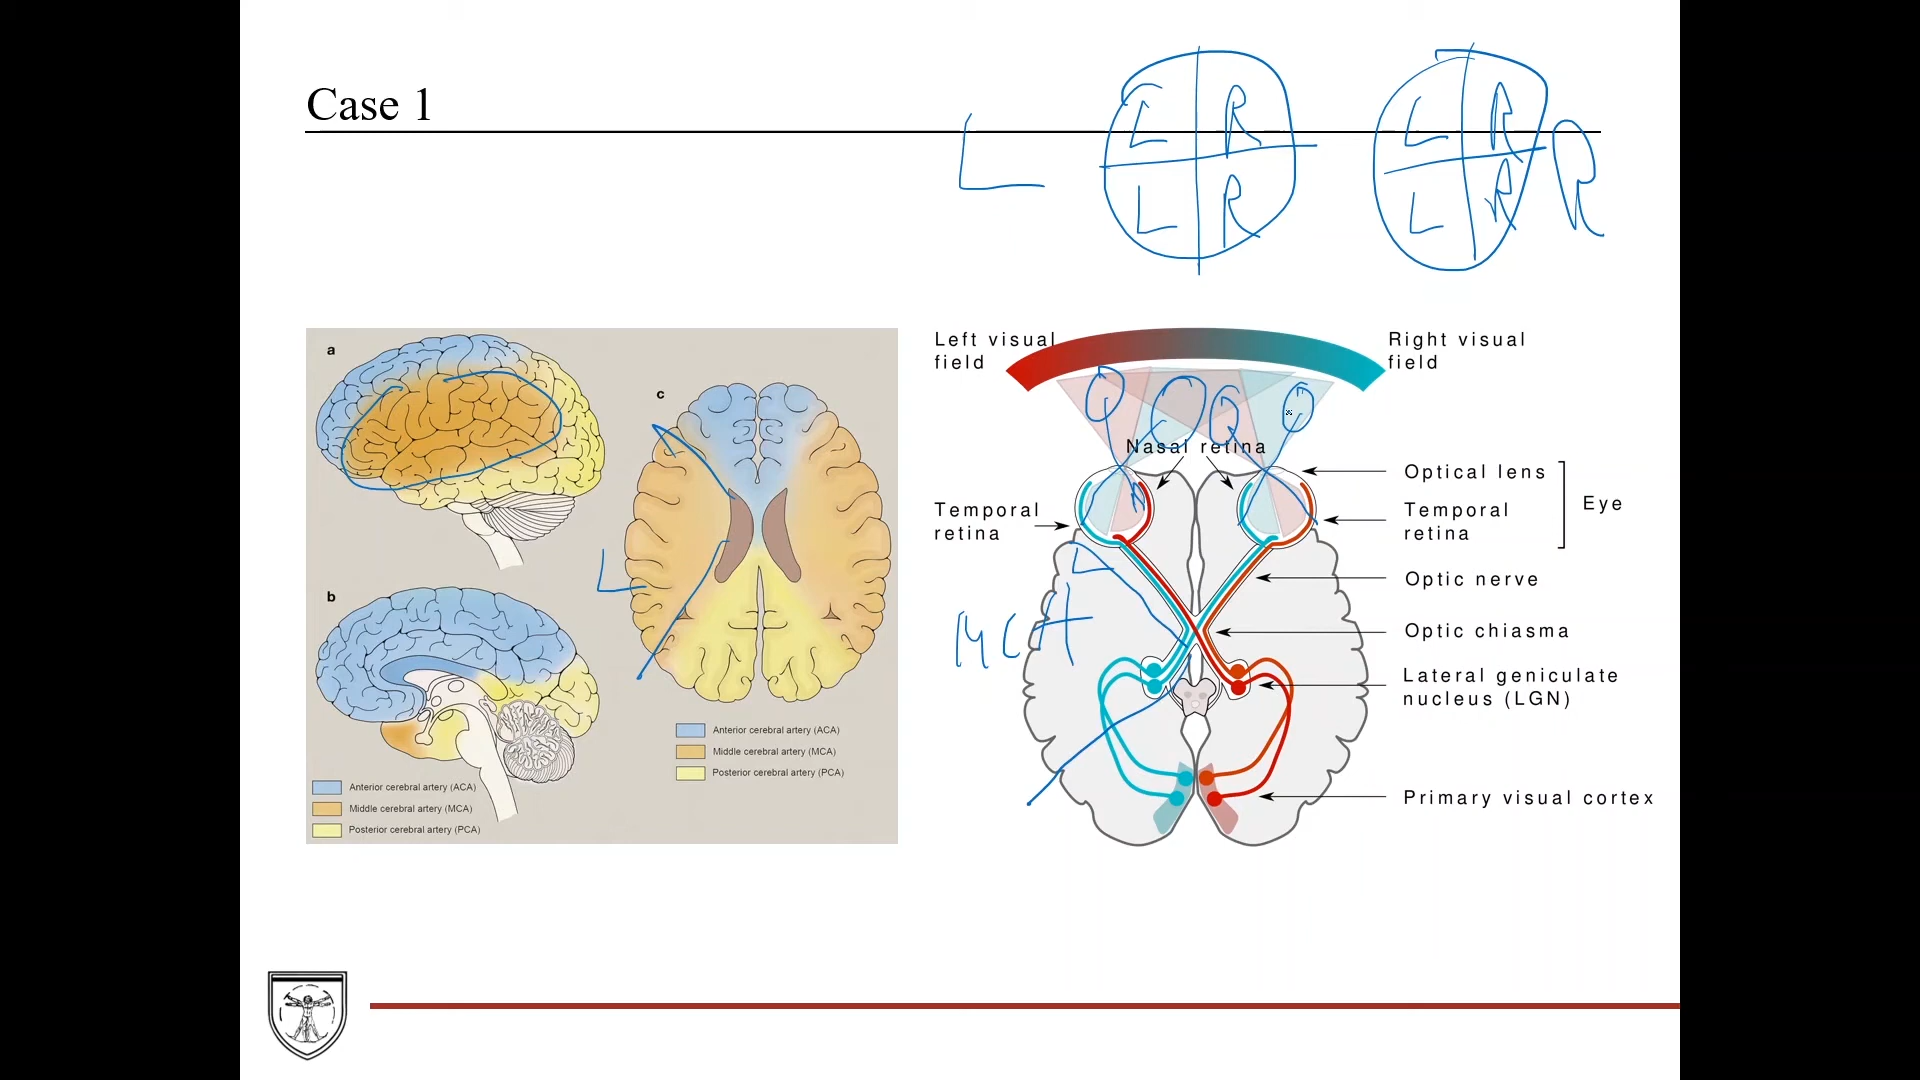 Case 1
L
L
R
L
R
L
R
L
R
R
a
c
b
L
Anterior cerebral artery (ACA)
Middle cerebral artery (MCA)
Posterior cerebral artery (PCA)
Anterior cerebral artery (ACA)
Middle cerebral artery (MCA)
Posterior cerebral artery (PCA)
Left visual
field
Right visual
field
Nasal retina
Optical lens
Eye
Temporal
retina
Temporal
retina
Optic nerve
MCA
Optic chiasma
Lateral geniculate
nucleus (LGN)
Primary visual cortex